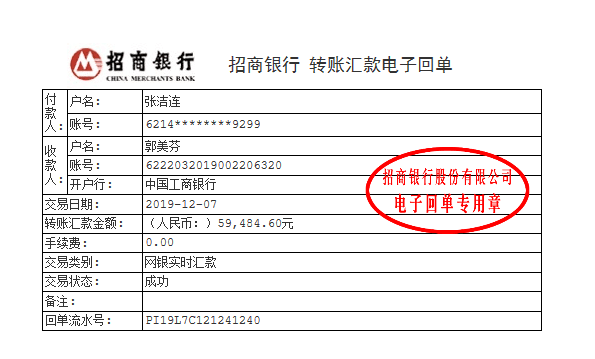 招商银行
CHINA MERCHANTS BANK
招商银行 转账汇款电子回单
付款人:
户名: 张洁连
账号: 6214********9299
收款人:
户名: 郭美芬
账号: 6222032019002206320
开户行: 中国工商银行
招商银行股份有限公司
电子回单专用章
交易日期: 2019-12-07
转账汇款金额: (人民币:)59,484.60元
手续费: 0.00
交易类别: 网银实时汇款
交易状态: 成功
备注:
回单流水号: PI19L7C121241240